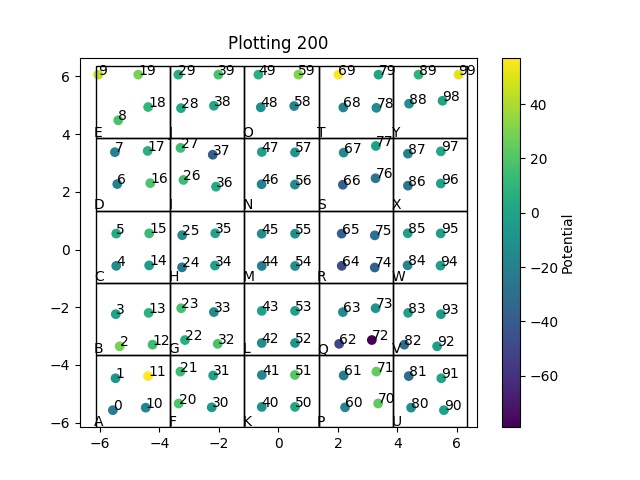 Plotting 200
9 19 29 39 49 59 69 79 89 99
8 18 28 38 48 58 68 78 88 98
E J O T Y
7 17 27 37 47 57 67 77 87 97
6 16 26 36 46 56 66 76 86 96
D I N S X
5 15 25 35 45 55 65 75 85 95
4 14 24 34 44 54 64 74 84 94
C H M R W
3 13 23 33 43 53 63 73 83 93
2 12 22 32 42 52 62 72 82 92
B G L Q V
1 11 21 31 41 51 61 71 81 91
0 10 20 30 40 50 60 70 80 90
A F K P U
6
4
2
0
−2
−4
−6
−6 −4 −2 0 2 4 6
40
20
0
−20
−40
−60
Potential